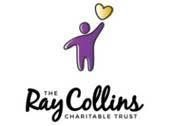 THE
Ray Collins
CHARITABLE TRUST